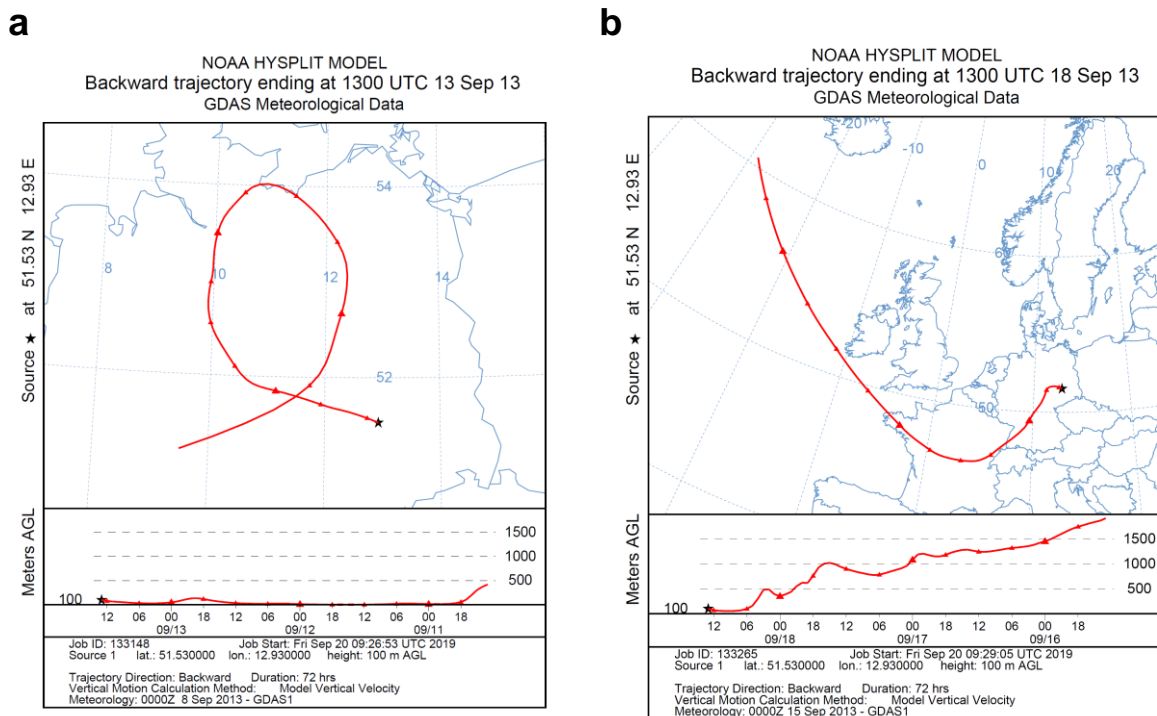 a
NOAA HYSPLIT MODEL
Backward trajectory ending at 1300 UTC 13 Sep 13
GDAS Meteorological Data
Source ★ at 51.53 N 12.93 E
54
8
10
12
14
52
Meters AGL
1500
1000
500
100
12 06 00 18 12 06 00 18 12 06 00 18
09/13 09/12 09/11
Job ID: 133148 Job Start: Fri Sep 20 09:26:53 UTC 2019
Source 1 lat.: 51.530000 lon.: 12.930000 height: 100 m AGL
Trajectory Direction: Backward Duration: 72 hrs
Vertical Motion Calculation Method: Model Vertical Velocity
Meteorology: 0000Z 8 Sep 2013 - GDAS1
b
NOAA HYSPLIT MODEL
Backward trajectory ending at 1300 UTC 18 Sep 13
GDAS Meteorological Data
Source ★ at 51.53 N 12.93 E
-20
-10
0
10
20
60
50
Meters AGL
1500
1000
500
100
12 06 00 18 12 06 00 18 12 06 00 18
09/18 09/17 09/16
Job ID: 133265 Job Start: Fri Sep 20 09:29:05 UTC 2019
Source 1 lat.: 51.530000 lon.: 12.930000 height: 100 m AGL
Trajectory Direction: Backward Duration: 72 hrs
Vertical Motion Calculation Method: Model Vertical Velocity
Meteorology: 0000Z 15 Sep 2013 - GDAS1